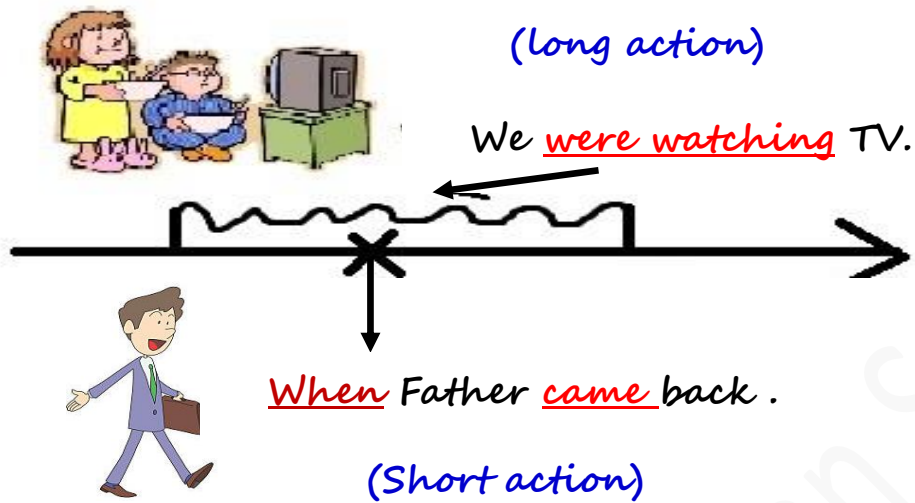 (long action)
We were watching TV.
When Father came back .
(Short action)